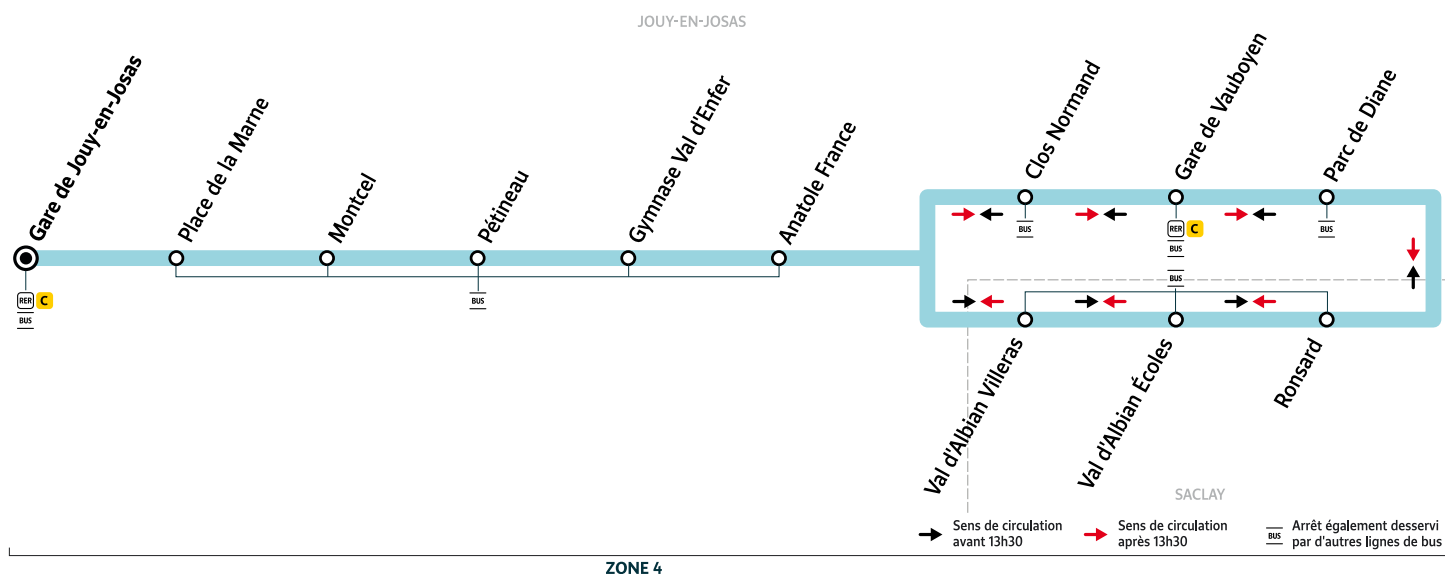 JOUY-EN-JOSAS
Gare de Jouy-en-Josas
Place de la Marne
Montcel
Pétineau
Gymnase Val d'Enfer
Anatole France
Clos Normand
Gare de Vauboyen
Parc de Diane
BUS
RER C
BUS
BUS
BUS
RER C
BUS
BUS
Val d'Albian Villeras
Val d'Albian Écoles
Ronsard
SACLAY
Sens de circulation
avant 13h30
Sens de circulation
après 13h30
BUS
Arrêt également desservi
par d'autres lignes de bus
ZONE 4